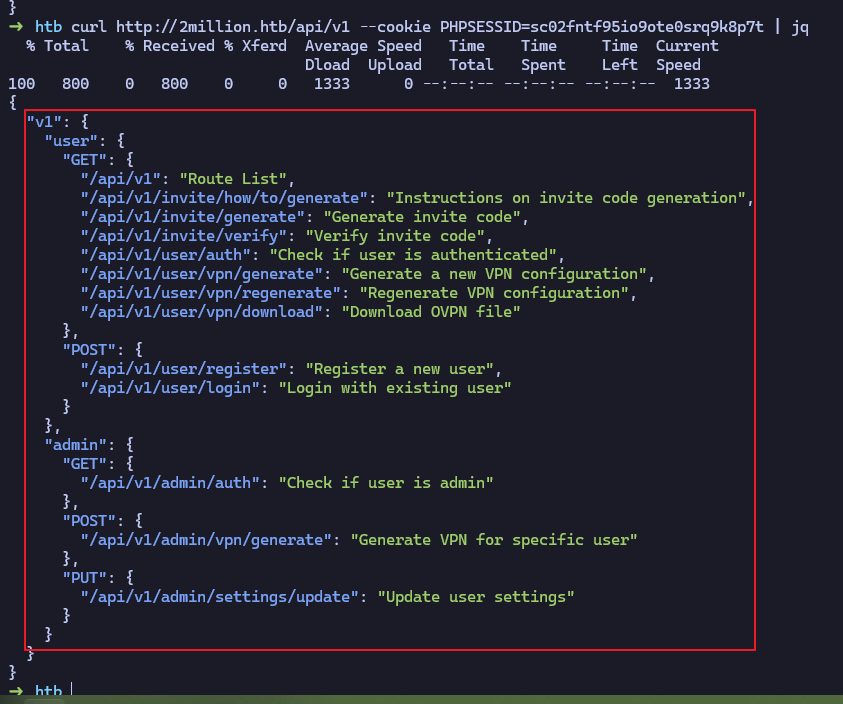 }
→ htb curl http://2million.htb/api/v1 --cookie PHPSESSID=sc02fntf95io9ote0srq9k8p7t | jq
  % Total    % Received % Xferd  Average Speed   Time    Time     Time  Current
                                 Dload  Upload   Total   Spent    Left  Speed
100   800    0   800    0     0   1333      0 --:--:-- --:--:-- --:--:--  1333
{
  "v1": {
    "user": {
      "GET": {
        "/api/v1": "Route List",
        "/api/v1/invite/how/to/generate": "Instructions on invite code generation",
        "/api/v1/invite/generate": "Generate invite code",
        "/api/v1/invite/verify": "Verify invite code",
        "/api/v1/user/auth": "Check if user is authenticated",
        "/api/v1/user/vpn/generate": "Generate a new VPN configuration",
        "/api/v1/user/vpn/regenerate": "Regenerate VPN configuration",
        "/api/v1/user/vpn/download": "Download OVPN file"
      },
      "POST": {
        "/api/v1/user/register": "Register a new user",
        "/api/v1/user/login": "Login with existing user"
      }
    },
    "admin": {
      "GET": {
        "/api/v1/admin/auth": "Check if user is admin"
      },
      "POST": {
        "/api/v1/admin/vpn/generate": "Generate VPN for specific user"
      },
      "PUT": {
        "/api/v1/admin/settings/update": "Update user settings"
      }
    }
  }
}
→ htb